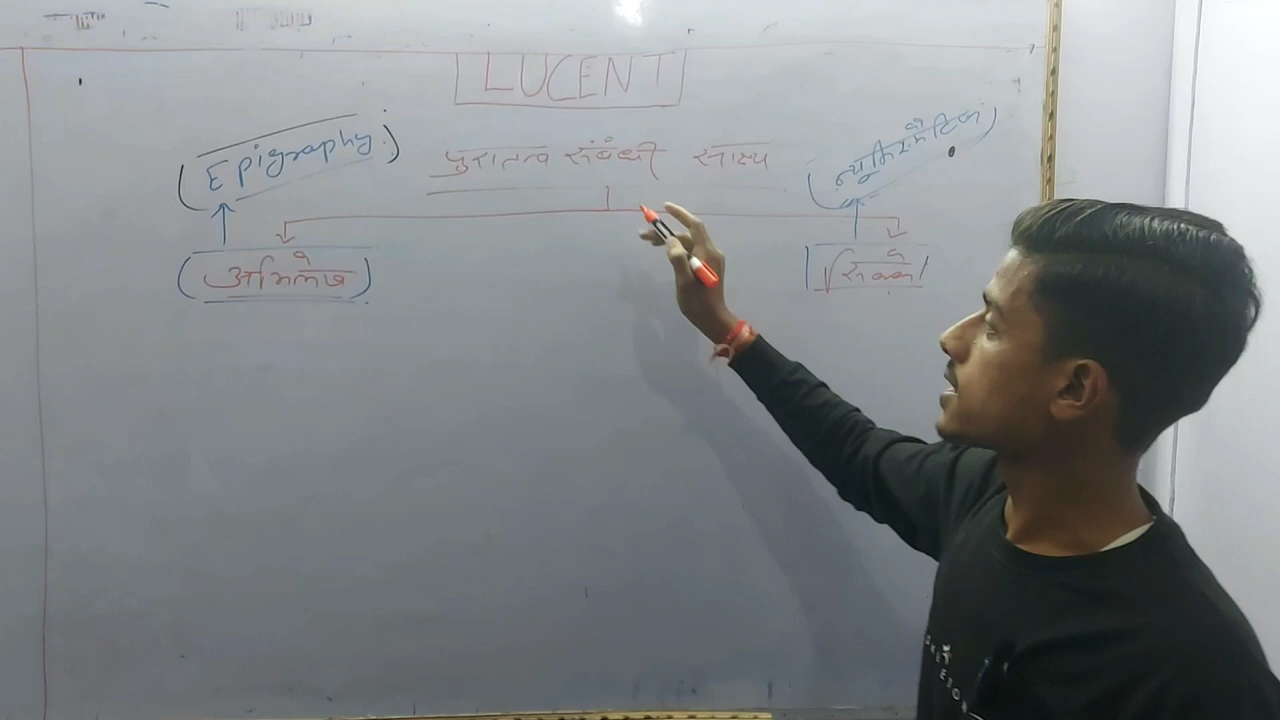 LUCENT
(Epigraphy)
पुरातत्व संबंधी साक्ष्य
(न्यूमिस्मेटिक्स)
(अभिलेख)
सिक्के